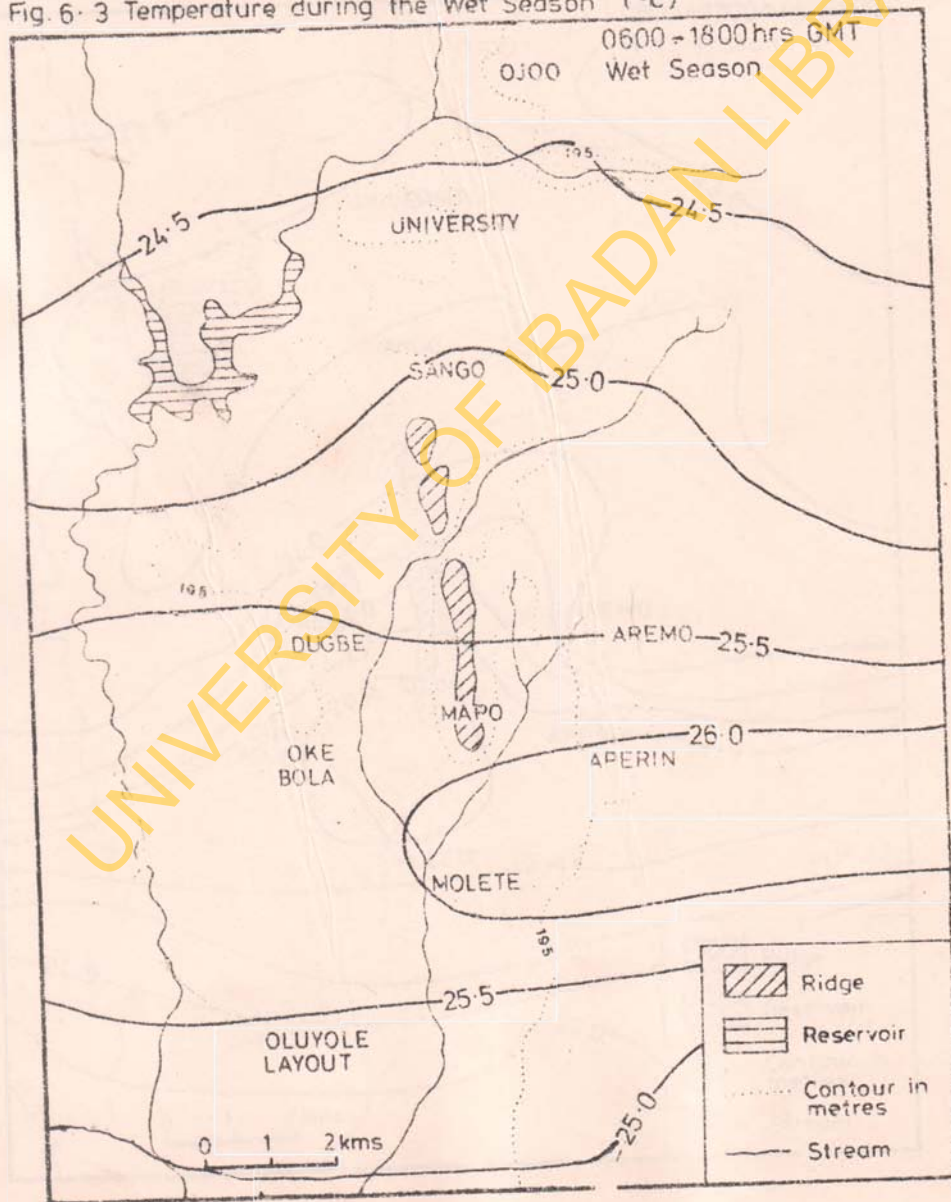 Fig. 6·3 Temperature during the Wet Season (°C)
0600-1800hrs GMT
OJOO Wet Season
195
24·5
24·5
UNIVERSITY
SANGO
25·0
195
DUGBE
AREMO
25·5
MAPO
26·0
OKE
BOLA
APERIN
MOLETE
195
25·5
OLUYOLE
LAYOUT
25·0
0 1 2kms
Ridge
Reservoir
Contour in
metres
Stream
UNIVERSITY OF IBADAN LIBRA